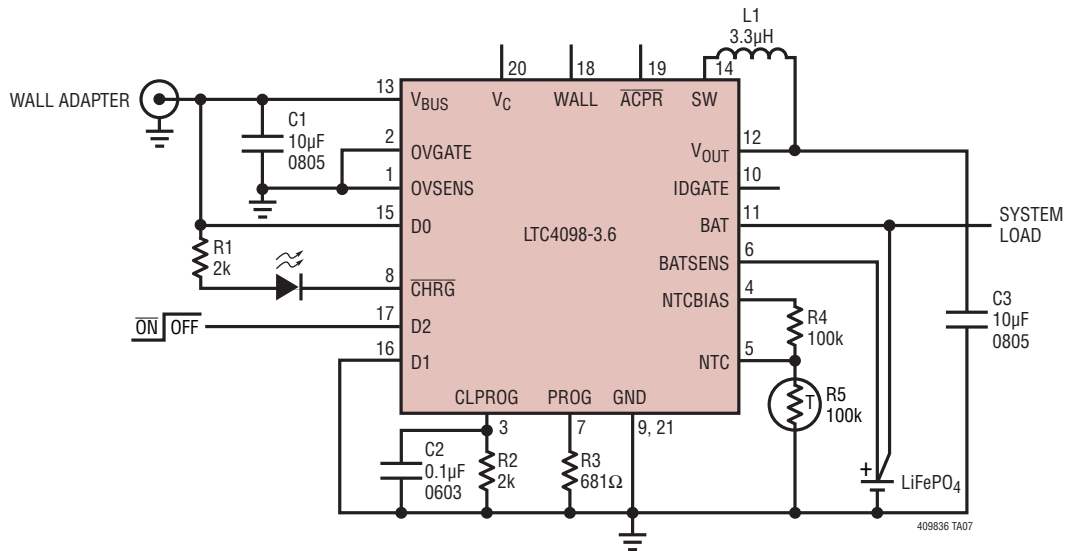 L1
3.3µH
20
18
19
14
WALL ADAPTER
13
VBUS
VC
WALL
ACPR
SW
C1
10µF
0805
2
OVGATE
12
VOUT
1
OVSENS
10
IDGATE
15
D0
LTC4098-3.6
11
BAT
SYSTEM
LOAD
R1
2k
6
BATSENS
8
CHRG
4
NTCBIAS
R4
100k
C3
10µF
0805
ON OFF
17
D2
16
D1
5
NTC
T
R5
100k
CLPROG
PROG
GND
3
7
9, 21
C2
0.1µF
0603
R2
2k
R3
681Ω
+
LiFePO4
409836 TA07